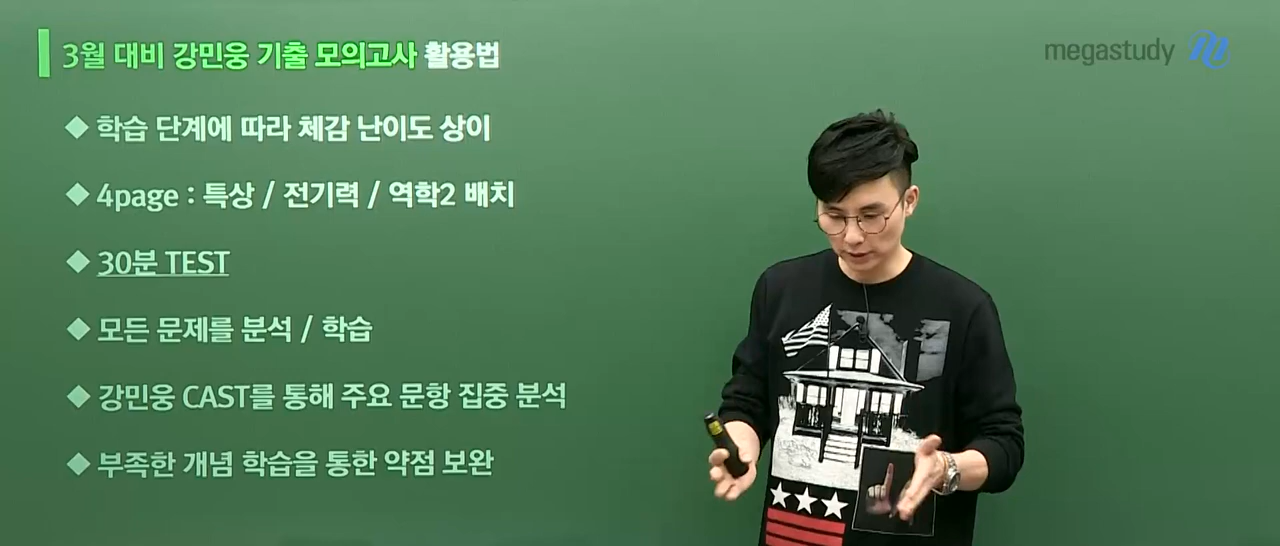 3월 대비 강민웅 기출 모의고사 활용법
megastudy
◆ 학습 단계에 따라 체감 난이도 상이
◆ 4page : 특상 / 전기력 / 역학2 배치
◆ 30분 TEST
◆ 모든 문제를 분석 / 학습
◆ 강민웅 CAST를 통해 주요 문항 집중 분석
◆ 부족한 개념 학습을 통한 약점 보완